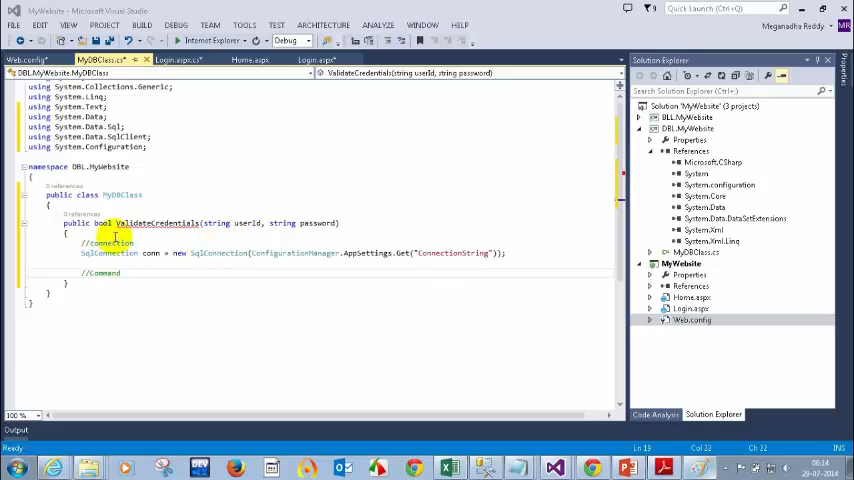 MyWebsite - Microsoft Visual Studio
Quick Launch (Ctrl+Q)
FILE EDIT VIEW PROJECT BUILD DEBUG TEAM TOOLS TEST ARCHITECTURE ANALYZE WINDOW HELP
Meganadha Reddy
MR
Internet Explorer
Debug
Web.config*
MyDBClass.cs*
Login.aspx.cs*
Home.aspx
Login.aspx*
DBL.MyWebsite.MyDBClass
ValidateCredentials(string userId, string password)
using System.Collections.Generic;
using System.Linq;
using System.Text;
using System.Data;
using System.Data.Sql;
using System.Data.SqlClient;
using System.Configuration;
namespace DBL.MyWebsite
{
0 references
public class MyDBClass
{
0 references
public bool ValidateCredentials(string userId, string password)
{
//connection
SqlConnection conn = new SqlConnection(ConfigurationManager.AppSettings.Get("ConnectionString"));
//Command
}
}
}
100 %
Solution Explorer
Search Solution Explorer (Ctrl+;)
Solution 'MyWebsite' (3 projects)
BLL.MyWebsite
DBL.MyWebsite
Properties
References
Microsoft.CSharp
System
System.configuration
System.Core
System.Data
System.Data.DataSetExtensions
System.Xml
System.Xml.Linq
MyDBClass.cs
MyWebsite
Properties
References
Home.aspx
Login.aspx
Web.config
Code Analysis
Solution Explorer
Properties
Output
Ready
Ln 19
Col 22
Ch 22
INS
DEV
06:14
29-07-14